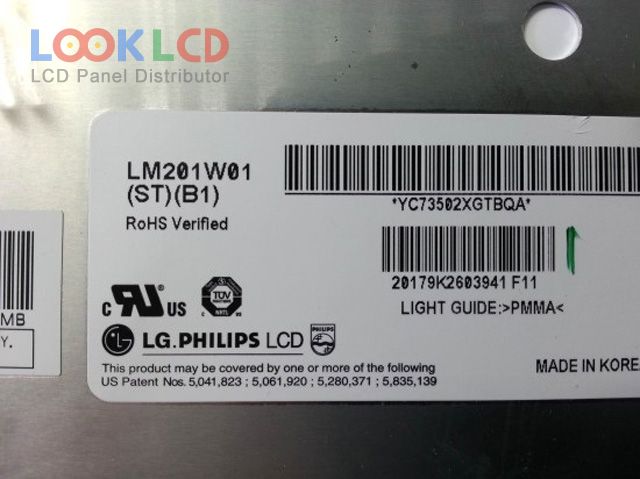 LOOKLCD
LCD Panel Distributor
LM201W01
(ST)(B1)
RoHS Verified
*YC73502XGTBQA*
20179K2603941 F11
LIGHT GUIDE:>PMMA<
C UR US
TÜV
MB
Y.
LG.PHILIPS LCD
PHILIPS
This product may be covered by one or more of the following
US Patent Nos. 5,041,823 ; 5,061,920 ; 5,280,371 ; 5,835,139
MADE IN KOREA